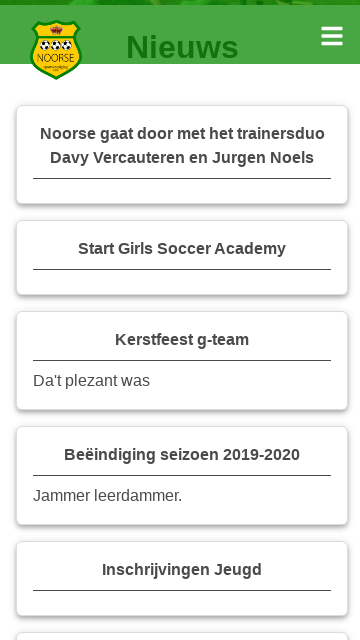 NOORSE
Nieuws
Noorse gaat door met het trainersduo
Davy Vercauteren en Jurgen Noels
Start Girls Soccer Academy
Kerstfeest g-team
Da't plezant was
Beëindiging seizoen 2019-2020
Jammer leerdammer.
Inschrijvingen Jeugd